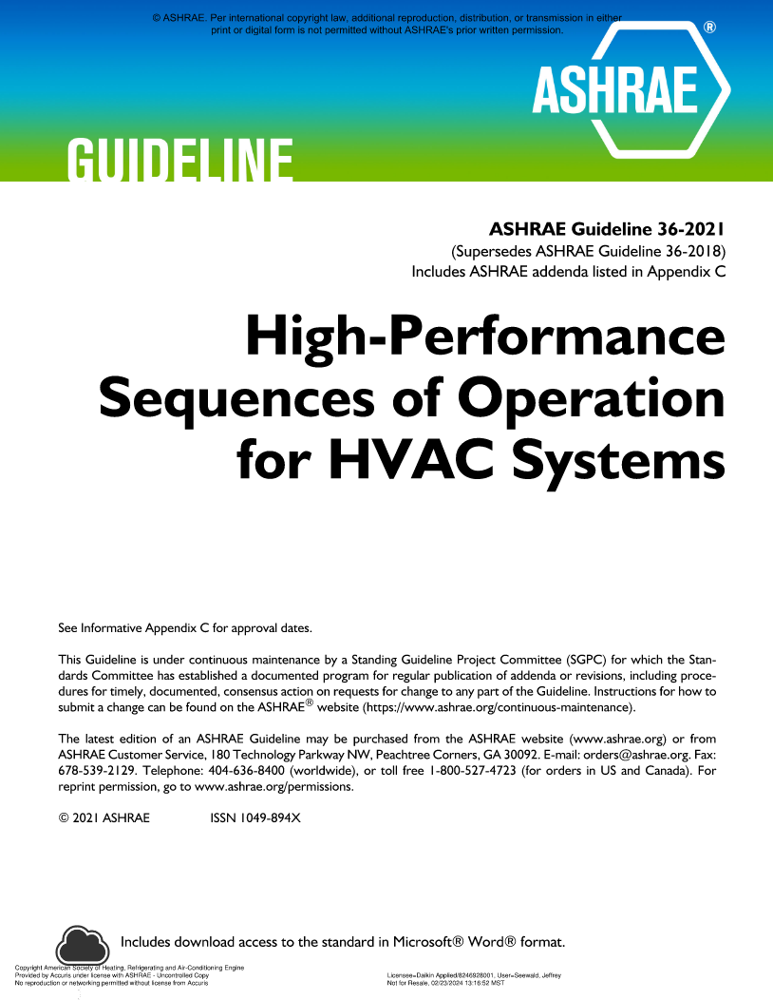 © ASHRAE. Per international copyright law, additional reproduction, distribution, or transmission in either
print or digital form is not permitted without ASHRAE's prior written permission.
ASHRAE®
GUIDELINE
ASHRAE Guideline 36-2021
(Supersedes ASHRAE Guideline 36-2018)
Includes ASHRAE addenda listed in Appendix C
High-Performance
Sequences of Operation
for HVAC Systems
See Informative Appendix C for approval dates.
This Guideline is under continuous maintenance by a Standing Guideline Project Committee (SGPC) for which the Stan-
dards Committee has established a documented program for regular publication of addenda or revisions, including proce-
dures for timely, documented, consensus action on requests for change to any part of the Guideline. Instructions for how to
submit a change can be found on the ASHRAE® website (https://www.ashrae.org/continuous-maintenance).
The latest edition of an ASHRAE Guideline may be purchased from the ASHRAE website (www.ashrae.org) or from
ASHRAE Customer Service, 180 Technology Parkway NW, Peachtree Corners, GA 30092. E-mail: orders@ashrae.org. Fax:
678-539-2129. Telephone: 404-636-8400 (worldwide), or toll free 1-800-527-4723 (for orders in US and Canada). For
reprint permission, go to www.ashrae.org/permissions.
© 2021 ASHRAE ISSN 1049-894X
Includes download access to the standard in Microsoft® Word® format.
Copyright American Society of Heating, Refrigerating and Air-Conditioning Engine
Provided by Accuris under license with ASHRAE - Uncontrolled Copy
No reproduction or networking permitted without license from Accuris
Licensee=Daikin Applied/8246928001, User=Seewald, Jeffrey
Not for Resale, 02/23/2024 13:16:52 MST